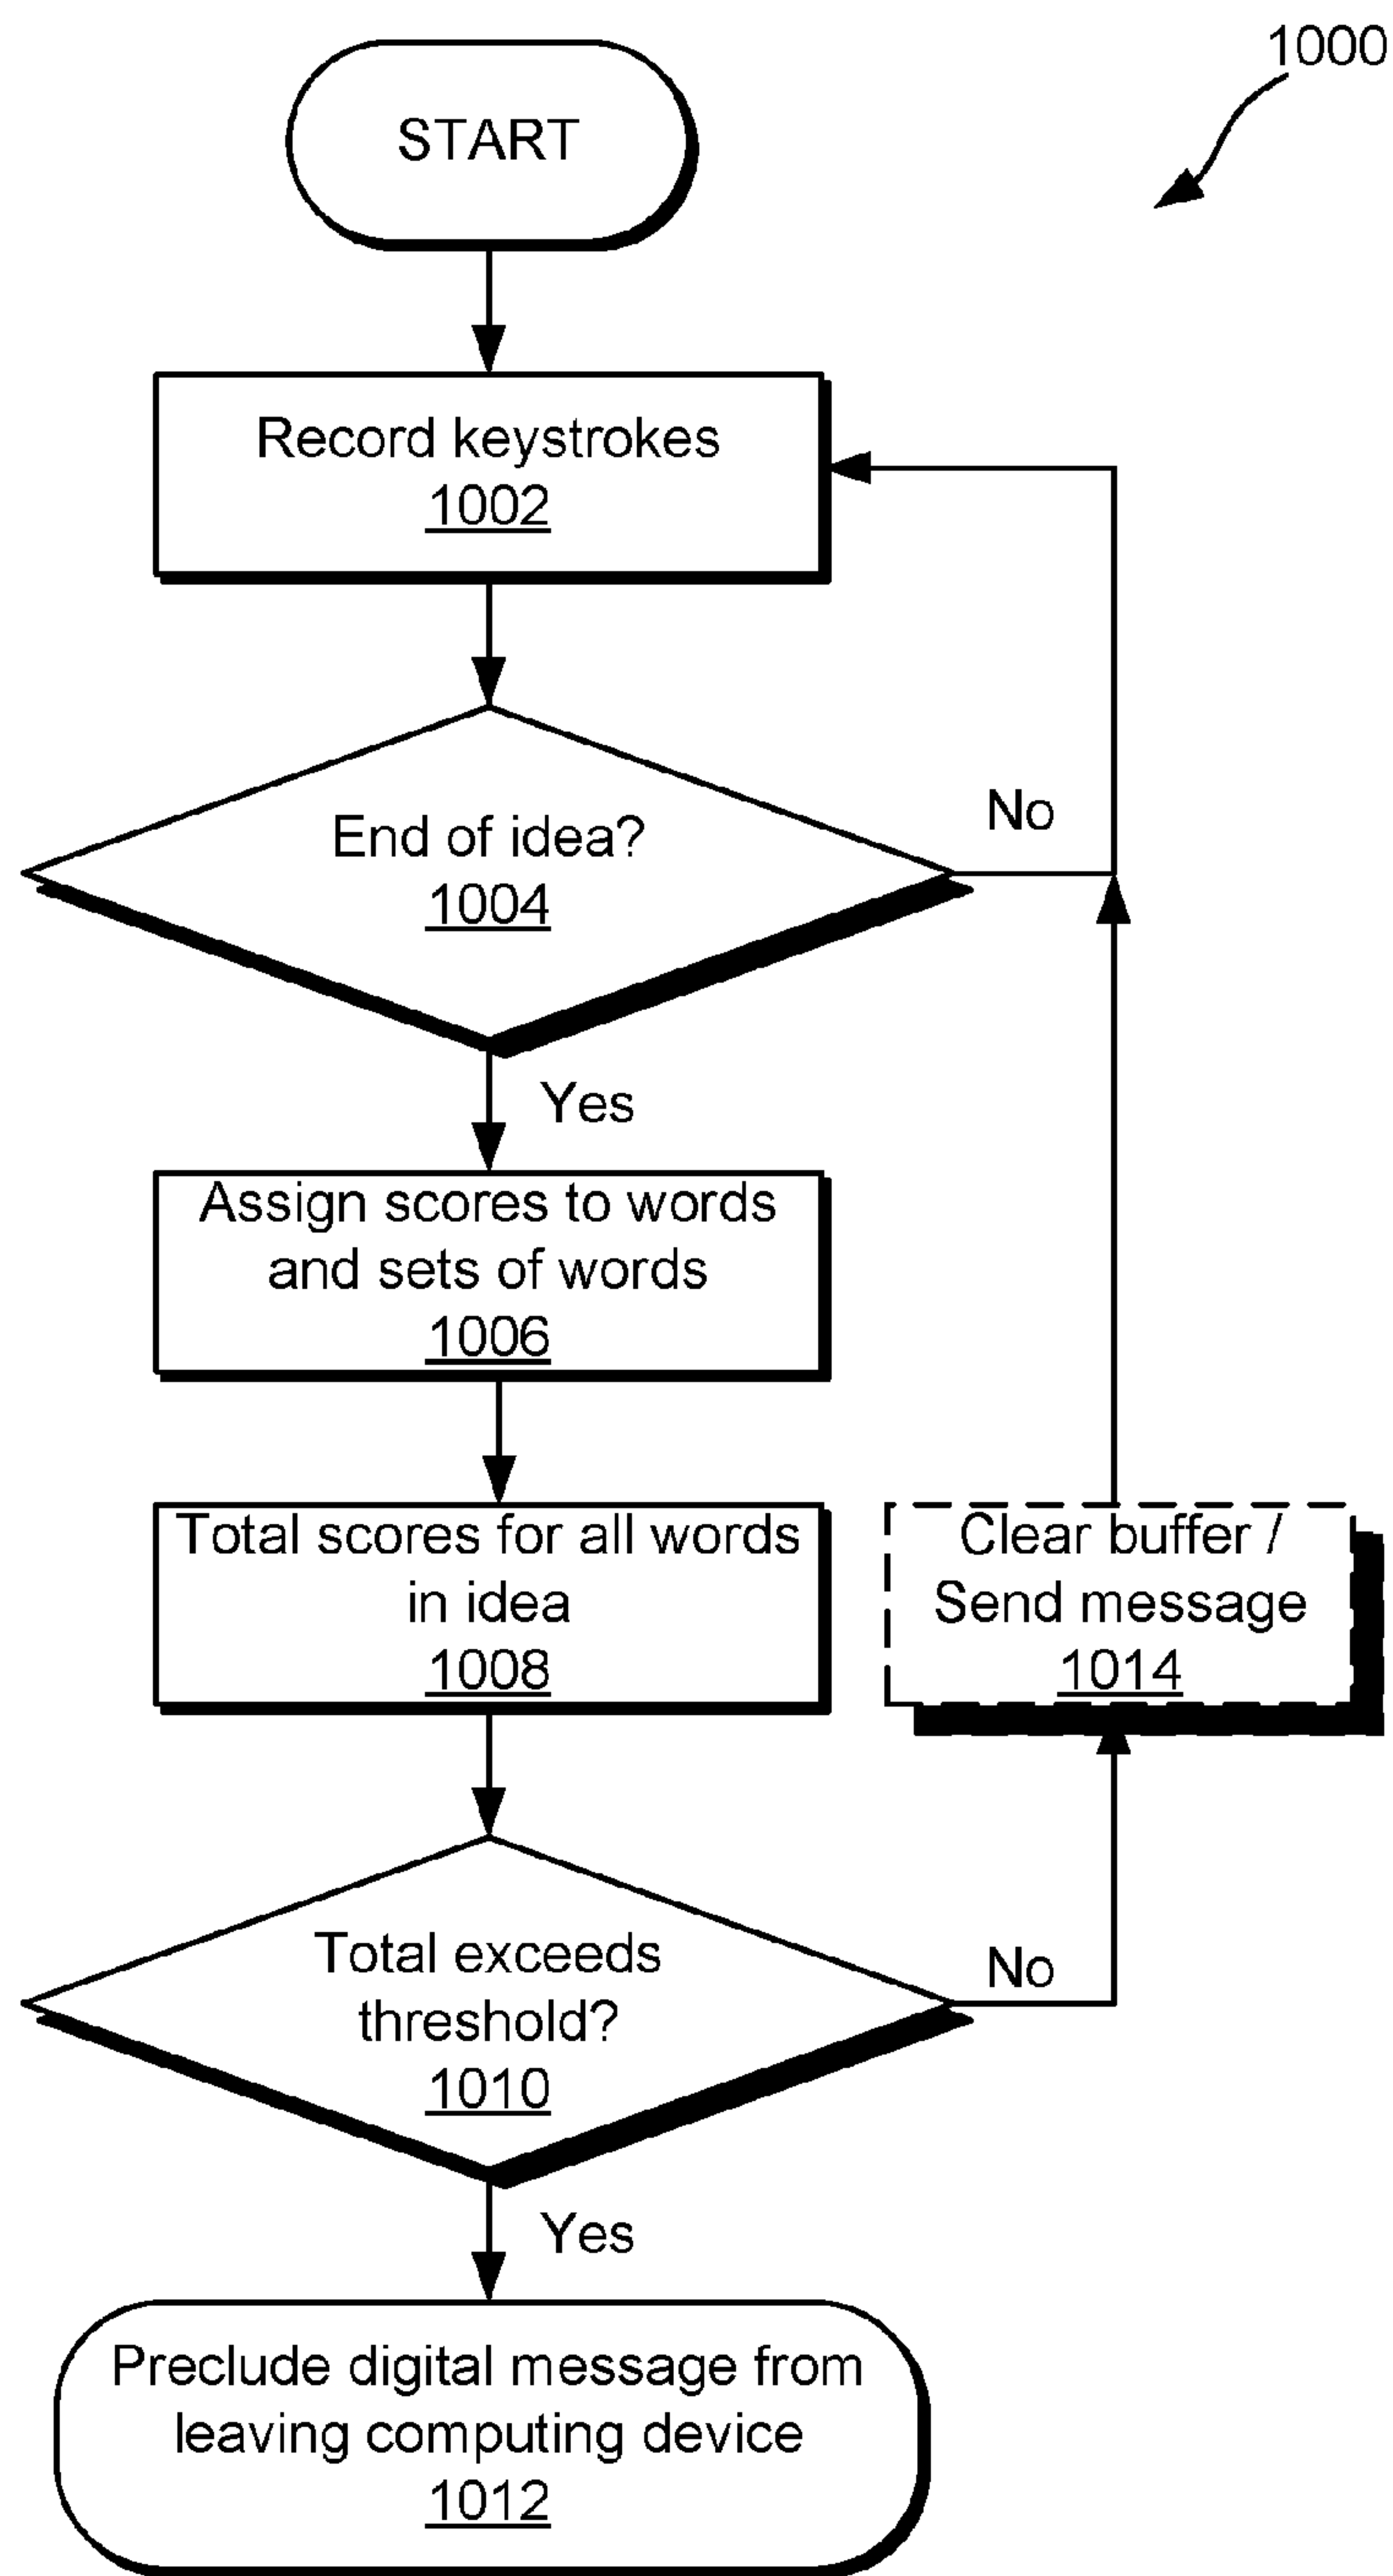 1000
START
Record keystrokes
1002
End of idea?
1004
No
Yes
Assign scores to words
and sets of words
1006
Total scores for all words
in idea
1008
Clear buffer /
Send message
1014
Total exceeds
threshold?
1010
No
Yes
Preclude digital message from
leaving computing device
1012